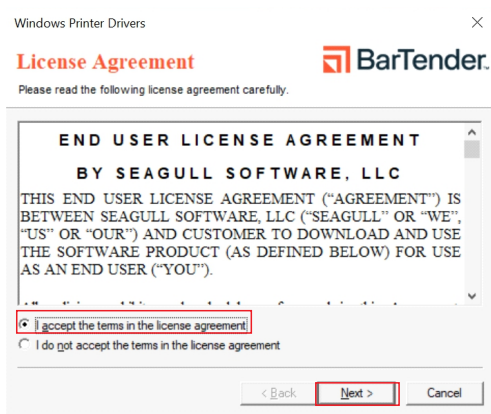 Windows Printer Drivers
License Agreement
BarTender
Please read the following license agreement carefully.
END USER LICENSE AGREEMENT
BY SEAGULL SOFTWARE, LLC
THIS END USER LICENSE AGREEMENT (“AGREEMENT”) IS
BETWEEN SEAGULL SOFTWARE, LLC (“SEAGULL” OR “WE”,
“US” OR “OUR”) AND CUSTOMER TO DOWNLOAD AND USE
THE SOFTWARE PRODUCT (AS DEFINED BELOW) FOR USE
AS AN END USER (“YOU”).
I accept the terms in the license agreement
I do not accept the terms in the license agreement
< Back
Next >
Cancel